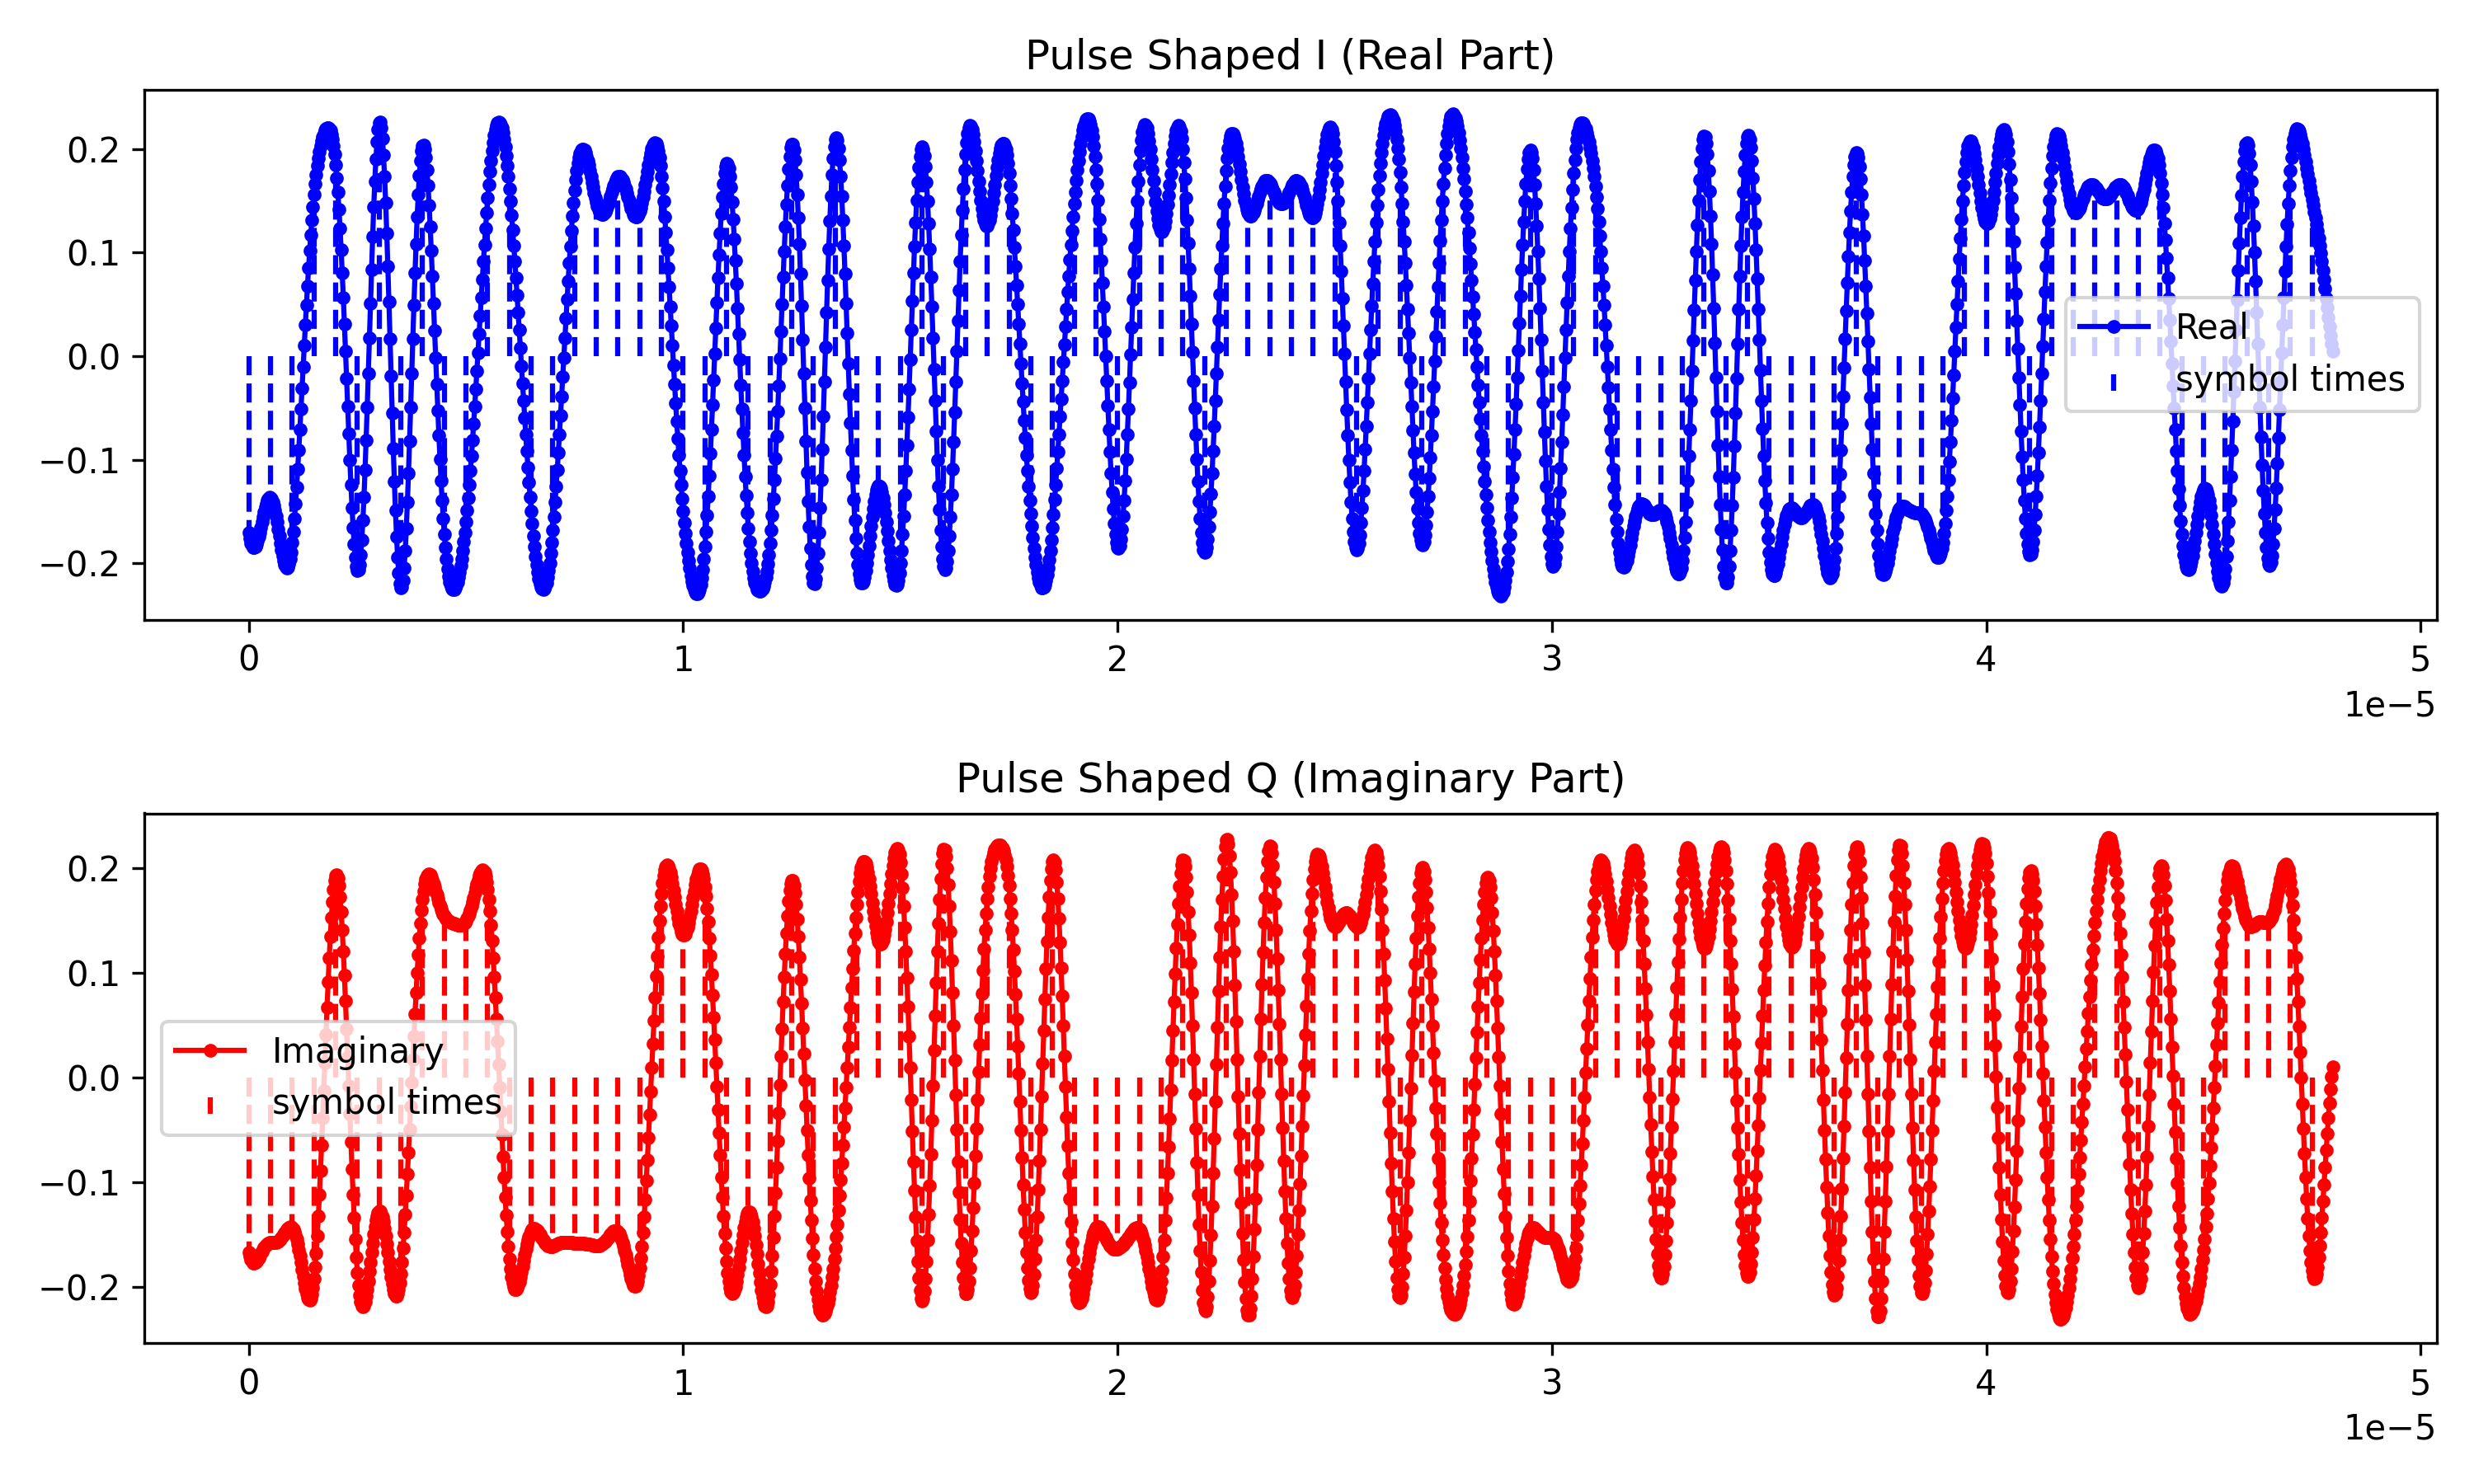 Pulse Shaped I (Real Part)
0.2
0.1
0.0
−0.1
−0.2
Real
symbol times
0 1 2 3 4 5
1e−5
Pulse Shaped Q (Imaginary Part)
0.2
0.1
0.0
−0.1
−0.2
Imaginary
symbol times
0 1 2 3 4 5
1e−5